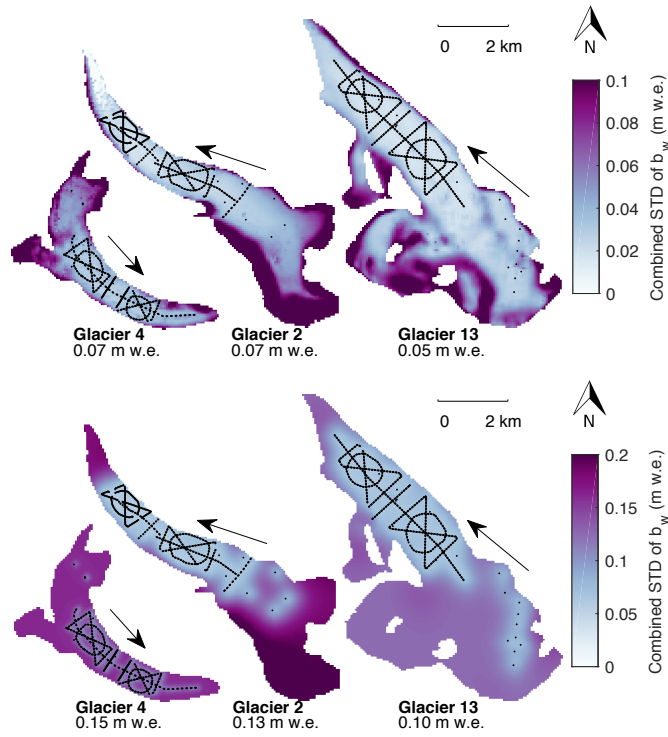 0 2 km
N
0.1
0.08
0.06
0.04
0.02
0
Combined STD of b_w (m w.e.)
Glacier 4
0.07 m w.e.
Glacier 2
0.07 m w.e.
Glacier 13
0.05 m w.e.
0 2 km
N
0.2
0.15
0.1
0.05
0
Combined STD of b_w (m w.e.)
Glacier 4
0.15 m w.e.
Glacier 2
0.13 m w.e.
Glacier 13
0.10 m w.e.